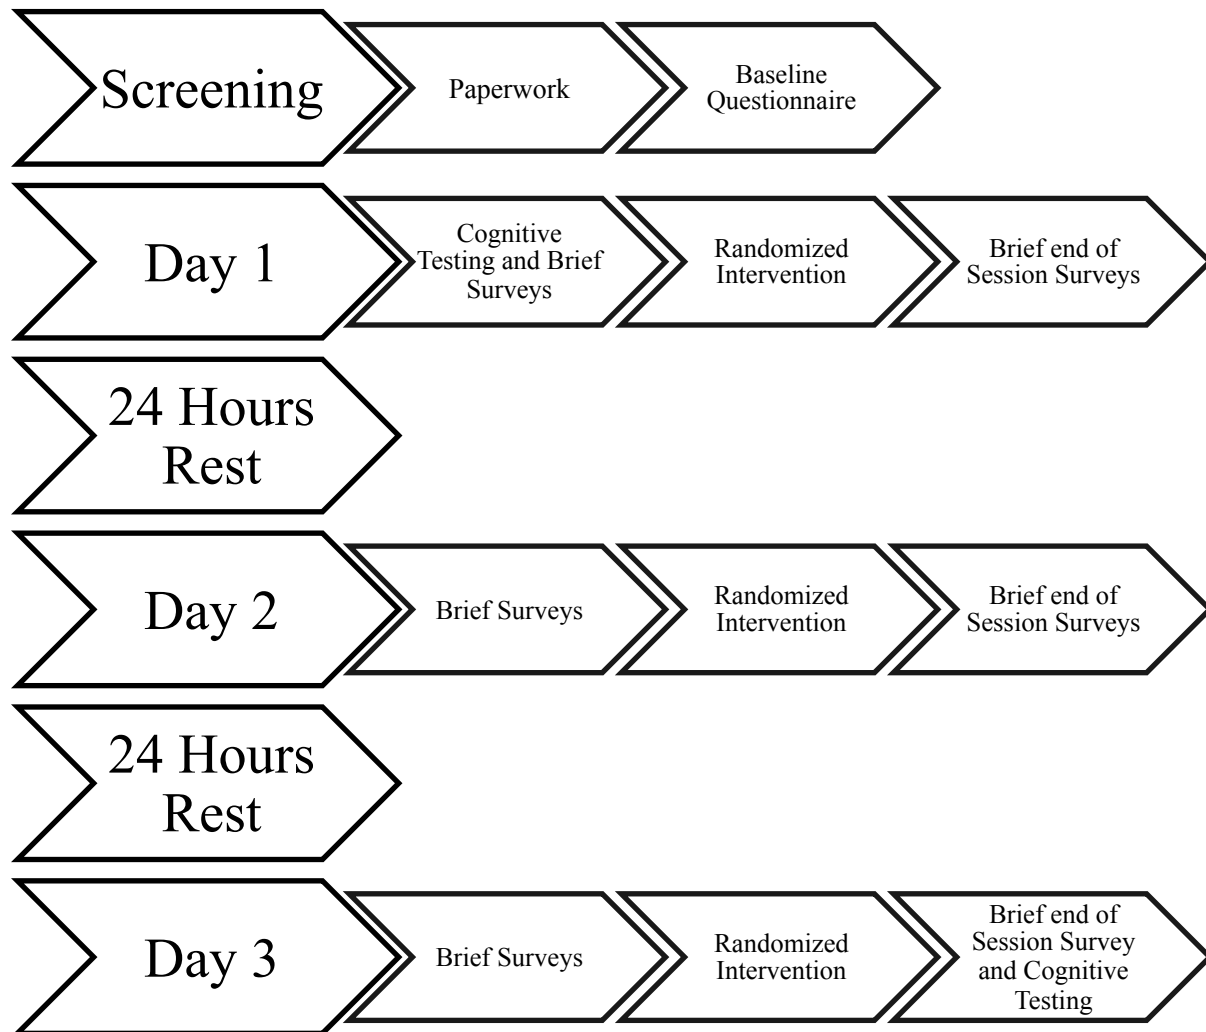 Screening
Paperwork
Baseline
Questionnaire
Day 1
Cognitive
Testing and Brief
Surveys
Randomized
Intervention
Brief end of
Session Surveys
24 Hours
Rest
Day 2
Brief Surveys
Randomized
Intervention
Brief end of
Session Surveys
24 Hours
Rest
Day 3
Brief Surveys
Randomized
Intervention
Brief end of
Session Survey
and Cognitive
Testing